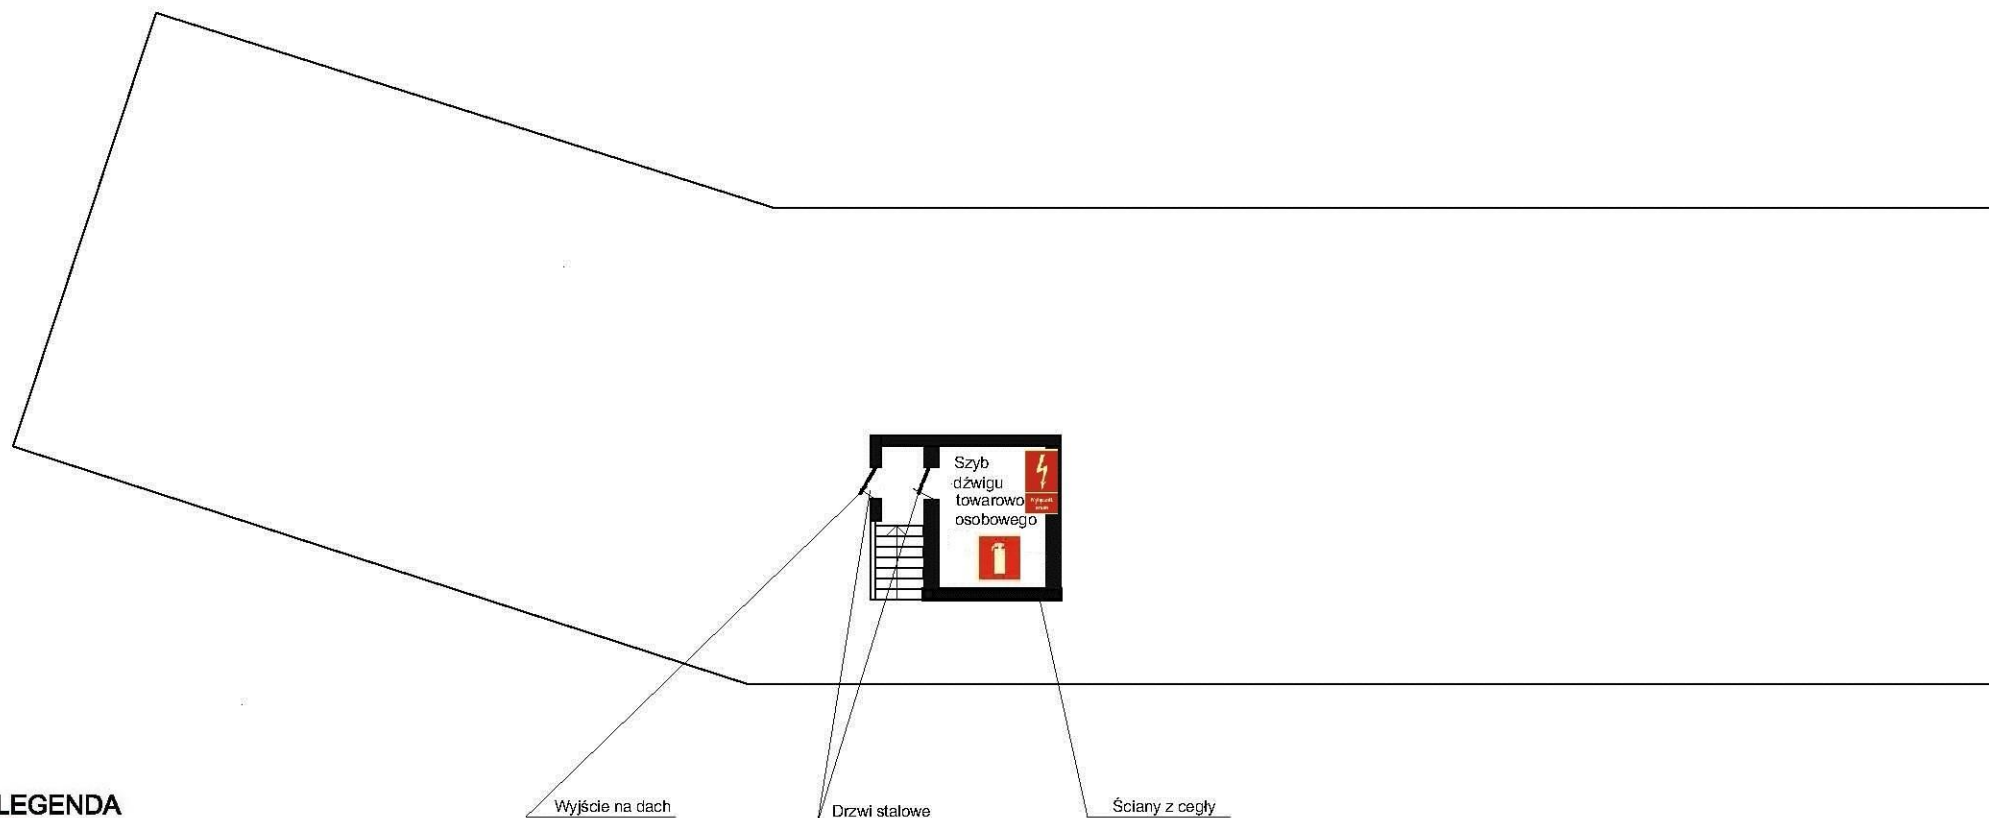 Szyb
dźwigu
towarowo
osobowego
LEGENDA
Wyjście na dach
Drzwi stalowe
Ściany z cegły